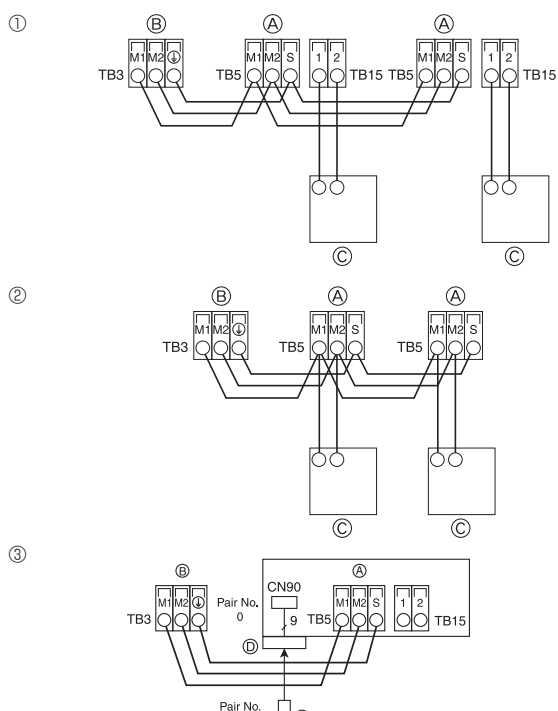 ①
Ⓑ Ⓐ Ⓐ
TB3 M1 M2 ⏚ TB5 M1 M2 S 1 2 TB15 TB5 M1 M2 S 1 2 TB15
Ⓒ Ⓒ
②
Ⓑ Ⓐ Ⓐ
TB3 M1 M2 ⏚ TB5 M1 M2 S TB5 M1 M2 S
Ⓒ Ⓒ
③
Ⓑ Ⓐ
CN90
TB3 M1 M2 ⏚ Pair No. 0 9 TB5 M1 M2 S 1 2 TB15
Ⓓ
Pair No.